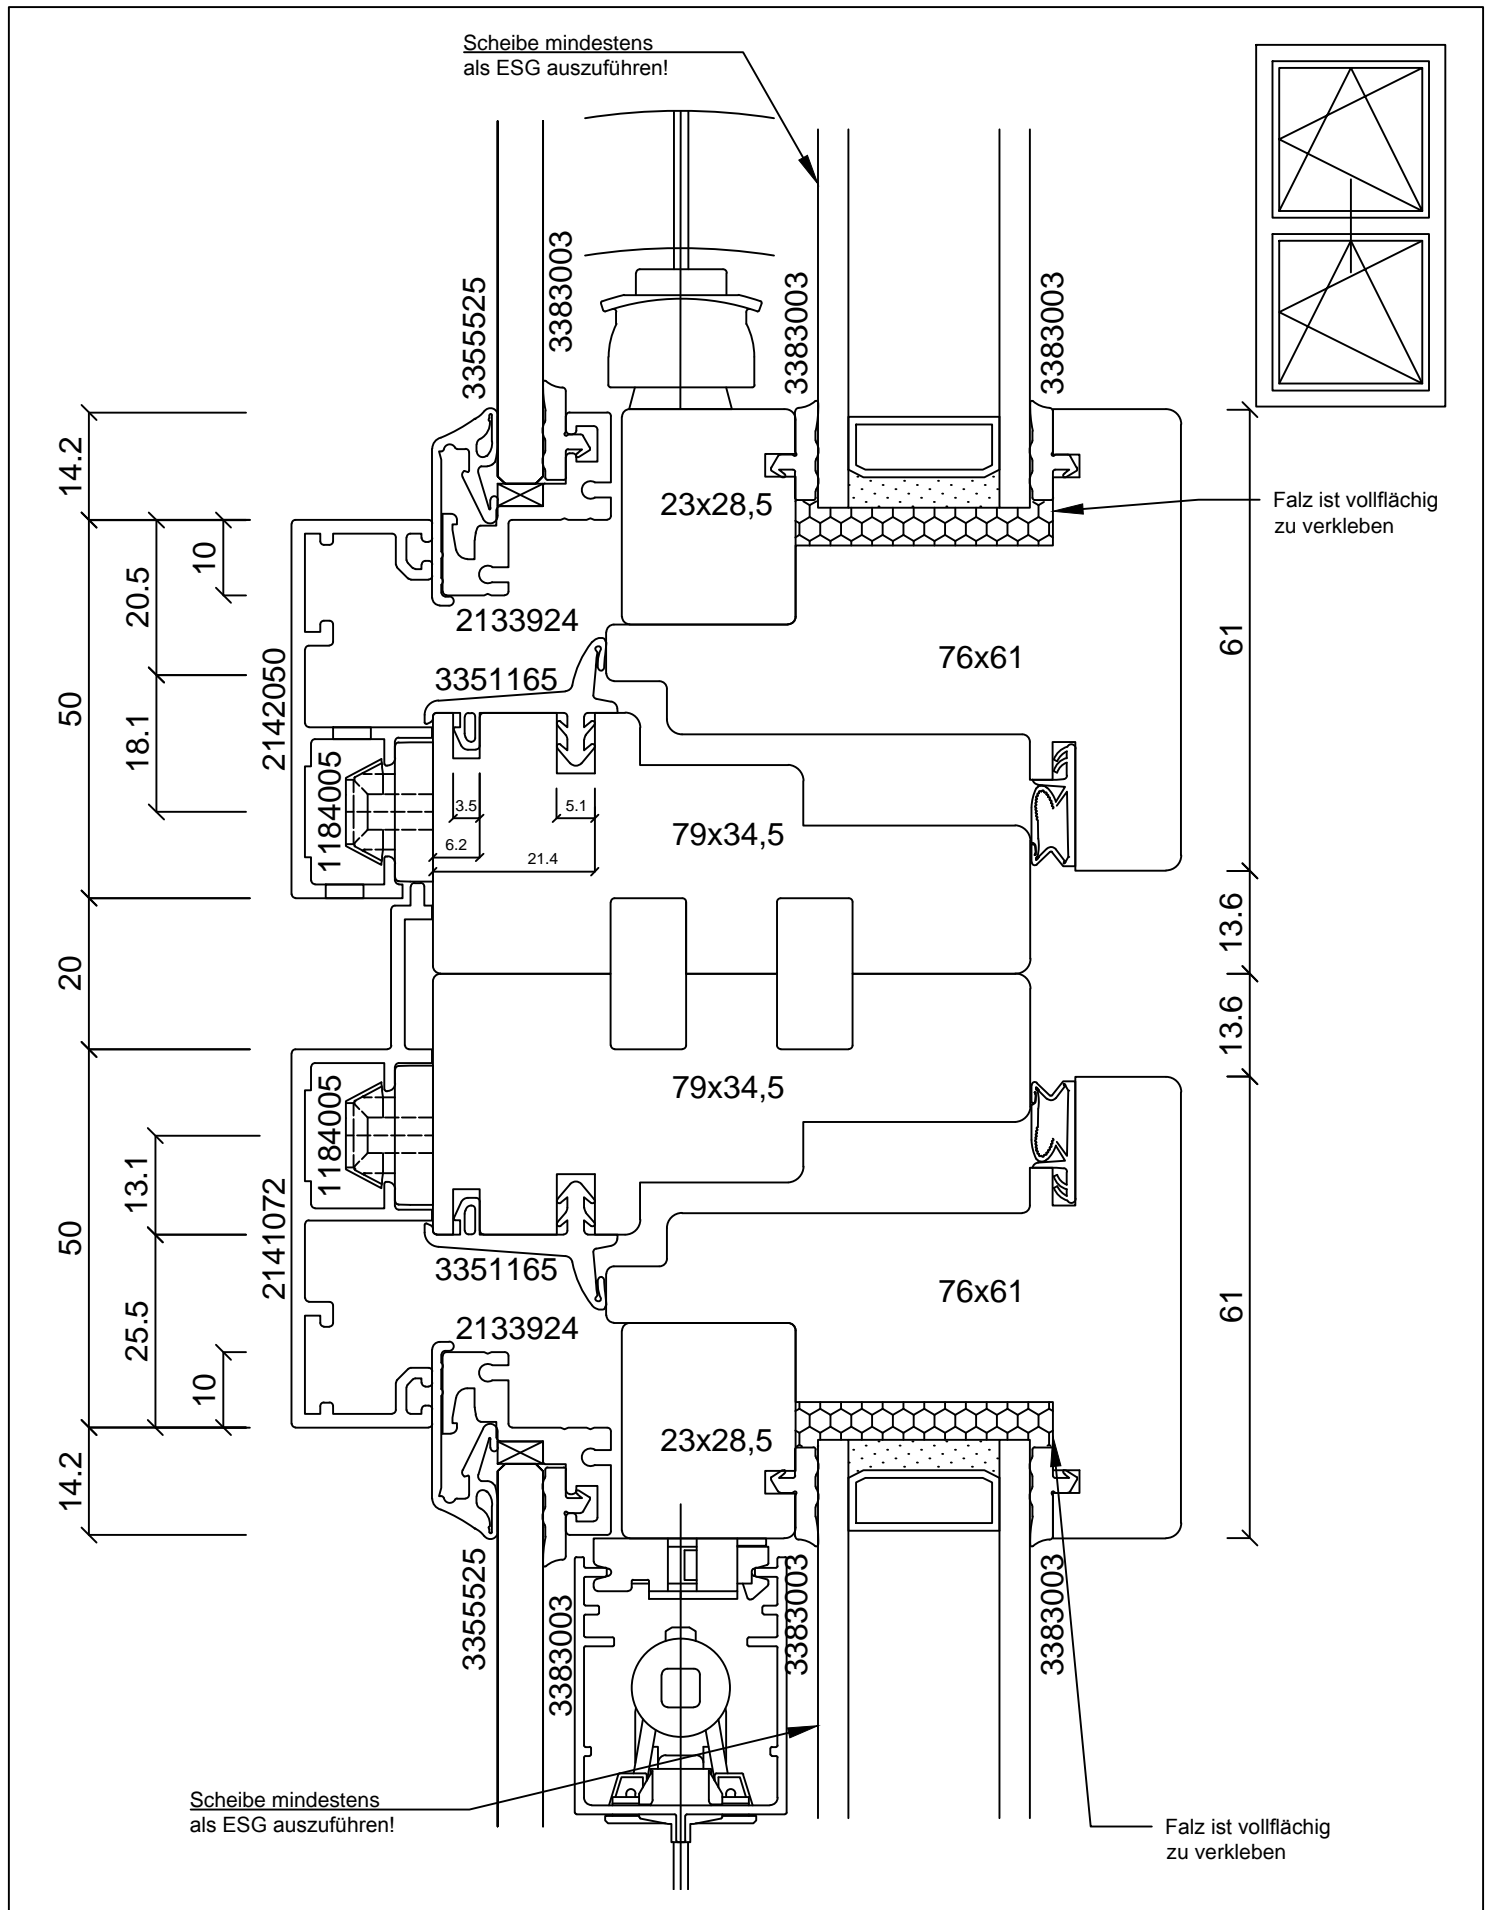 Scheibe mindestens
als ESG auszuführen!
3355525
3383003
3383003
3383003
14.2
23x28,5
Falz ist vollflächig
zu verkleben
10
20.5
2133924
61
76x61
3351165
2142050
50
18.1
1184005
3.5
5.1
79x34,5
6.2
21.4
13.6
20
13.6
79x34,5
1184005
13.1
2141072
50
3351165
76x61
61
2133924
25.5
10
23x28,5
14.2
3355525
3383003
3383003
3383003
Scheibe mindestens
als ESG auszuführen!
Falz ist vollflächig
zu verkleben